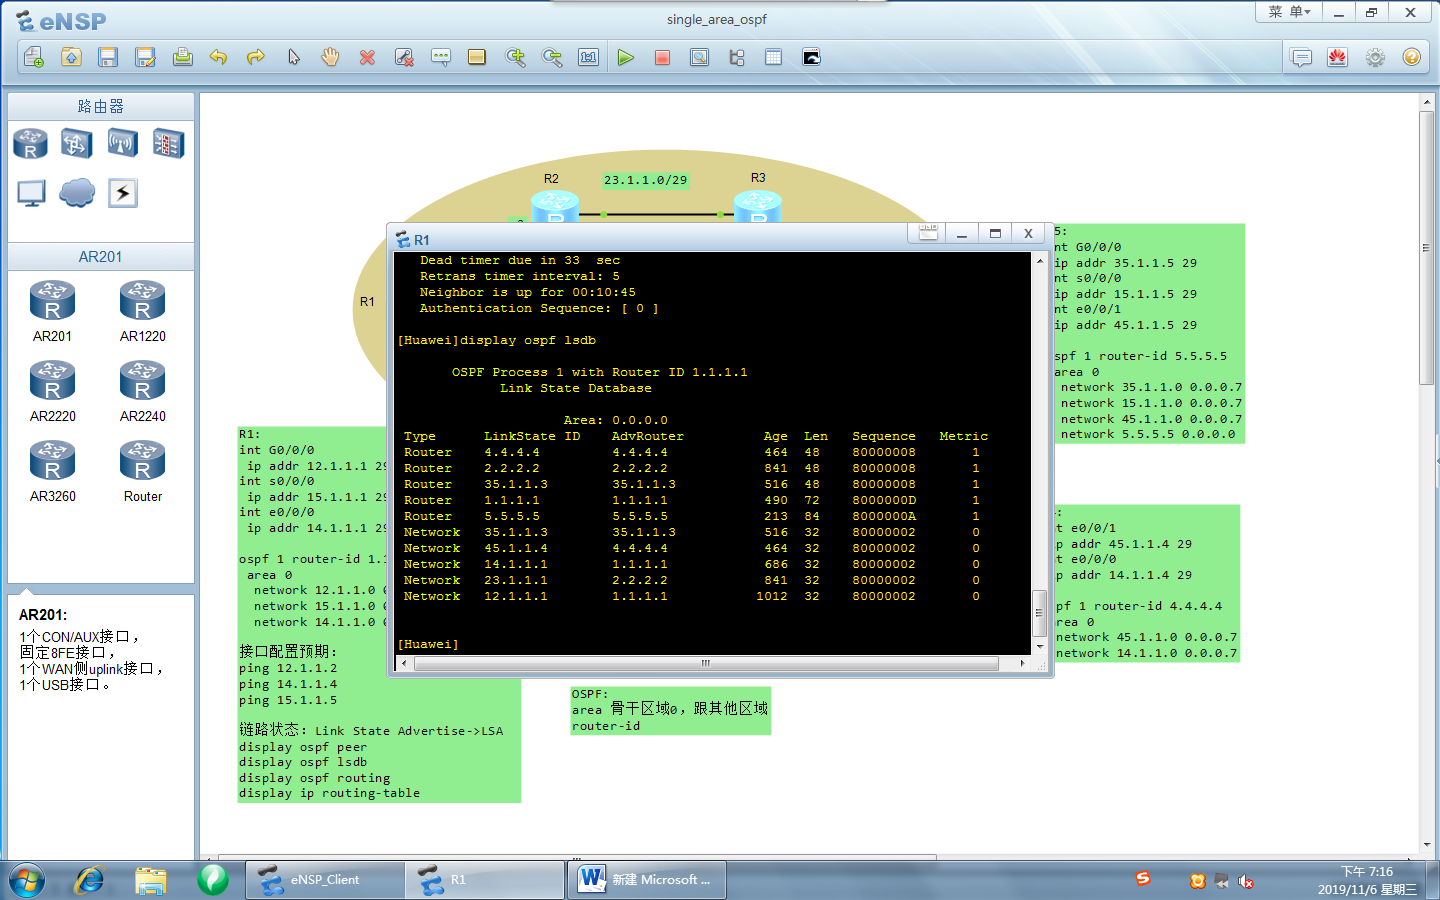 eNSP
single_area_ospf
菜 单
路由器
AR201
AR201
AR1220
AR2220
AR2240
AR3260
Router
AR201:
1个CON/AUX接口，
固定8FE接口，
1个WAN侧uplink接口，
1个USB接口。
R2
23.1.1.0/29
R3
R1
R1:
int G0/0/0
ip addr 12.1.1.1 29
int s0/0/0
ip addr 15.1.1.1 29
int e0/0/0
ip addr 14.1.1.1 29
ospf 1 router-id 1.1
area 0
network 12.1.1.0 0
network 15.1.1.0 0
network 14.1.1.0 0
接口配置预期：
ping 12.1.1.2
ping 14.1.1.4
ping 15.1.1.5
链路状态：Link State Advertise->LSA
display ospf peer
display ospf lsdb
display ospf routing
display ip routing-table
R1
Dead timer due in 33  sec
Retrans timer interval: 5
Neighbor is up for 00:10:45
Authentication Sequence: [ 0 ]
[Huawei]display ospf lsdb
OSPF Process 1 with Router ID 1.1.1.1
Link State Database
Area: 0.0.0.0
Type LinkState ID AdvRouter Age Len Sequence Metric
Router 4.4.4.4 4.4.4.4 464 48 80000008 1
Router 2.2.2.2 2.2.2.2 841 48 80000008 1
Router 35.1.1.3 35.1.1.3 516 48 80000008 1
Router 1.1.1.1 1.1.1.1 490 72 8000000D 1
Router 5.5.5.5 5.5.5.5 213 84 8000000A 1
Network 35.1.1.3 35.1.1.3 516 32 80000002 0
Network 45.1.1.4 4.4.4.4 464 32 80000002 0
Network 14.1.1.1 1.1.1.1 686 32 80000002 0
Network 23.1.1.1 2.2.2.2 841 32 80000002 0
Network 12.1.1.1 1.1.1.1 1012 32 80000002 0
[Huawei]
5:
nt G0/0/0
ip addr 35.1.1.5 29
nt s0/0/0
ip addr 15.1.1.5 29
nt e0/0/1
ip addr 45.1.1.5 29
spf 1 router-id 5.5.5.5
area 0
network 35.1.1.0 0.0.0.7
network 15.1.1.0 0.0.0.7
network 45.1.1.0 0.0.0.7
network 5.5.5.5 0.0.0.0
:
t e0/0/1
p addr 45.1.1.4 29
t e0/0/0
p addr 14.1.1.4 29
pf 1 router-id 4.4.4.4
area 0
network 45.1.1.0 0.0.0.7
network 14.1.1.0 0.0.0.7
OSPF:
area 骨干区域0，跟其他区域
router-id
eNSP_Client
R1
新建 Microsoft ...
下午 7:16
2019/11/6 星期三